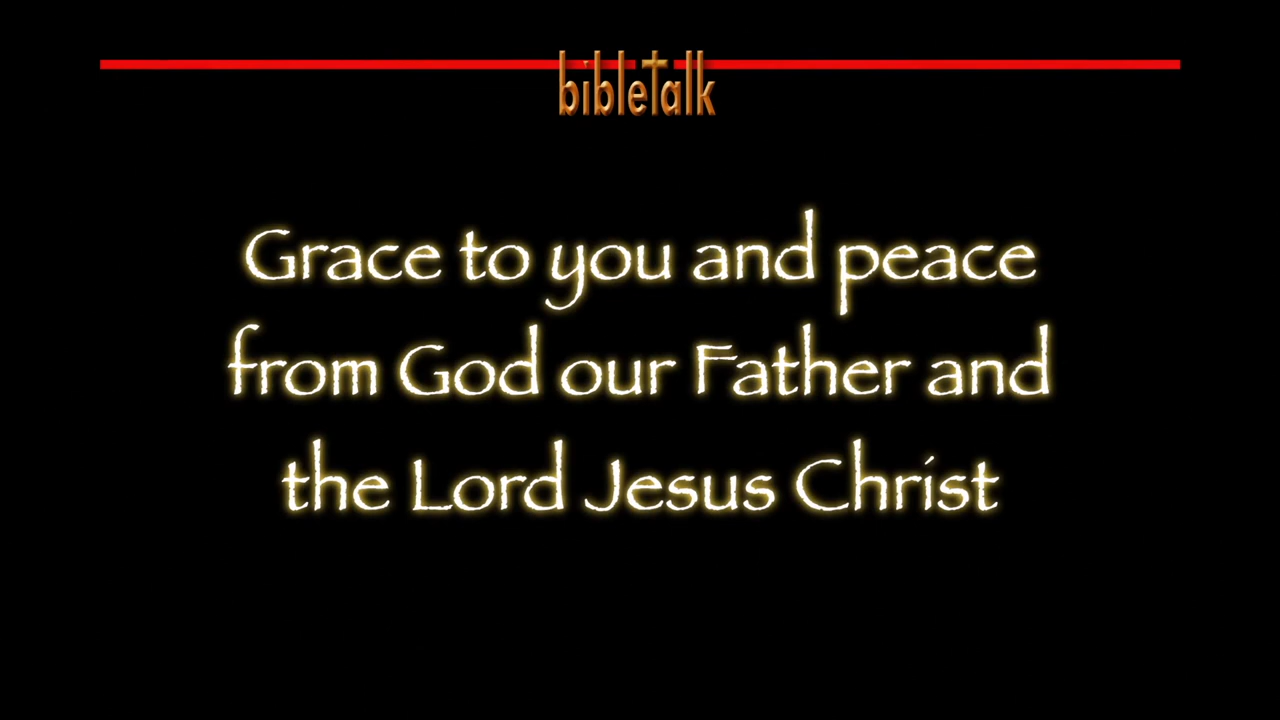 bibleTalk
Grace to you and peace
from God our Father and
the Lord Jesus Christ